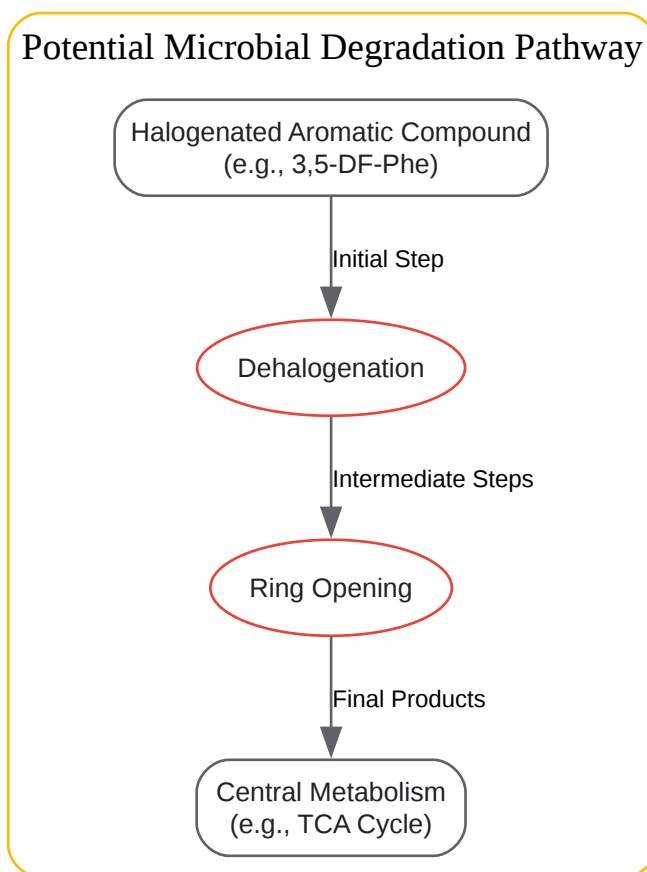 Potential Microbial Degradation Pathway
Halogenated Aromatic Compound
(e.g., 3,5-DF-Phe)
Initial Step
Dehalogenation
Intermediate Steps
Ring Opening
Final Products
Central Metabolism
(e.g., TCA Cycle)